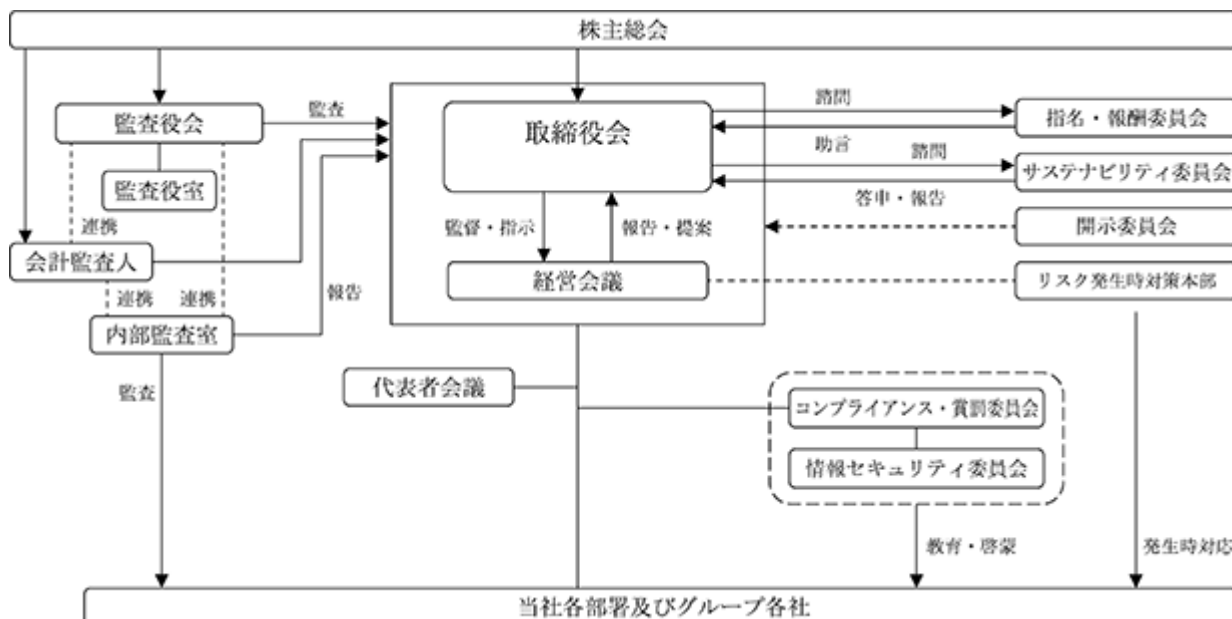 株主総会
監査役会
監査
取締役会
諮問
指名・報酬委員会
助言
諮問
サステナビリティ委員会
監査役室
答申・報告
連携
監督・指示
報告・提案
開示委員会
会計監査人
経営会議
リスク発生時対策本部
連携
連携
報告
内部監査室
監査
代表者会議
コンプライアンス・賞罰委員会
情報セキュリティ委員会
教育・啓蒙
発生時対応
当社各部署及びグループ各社